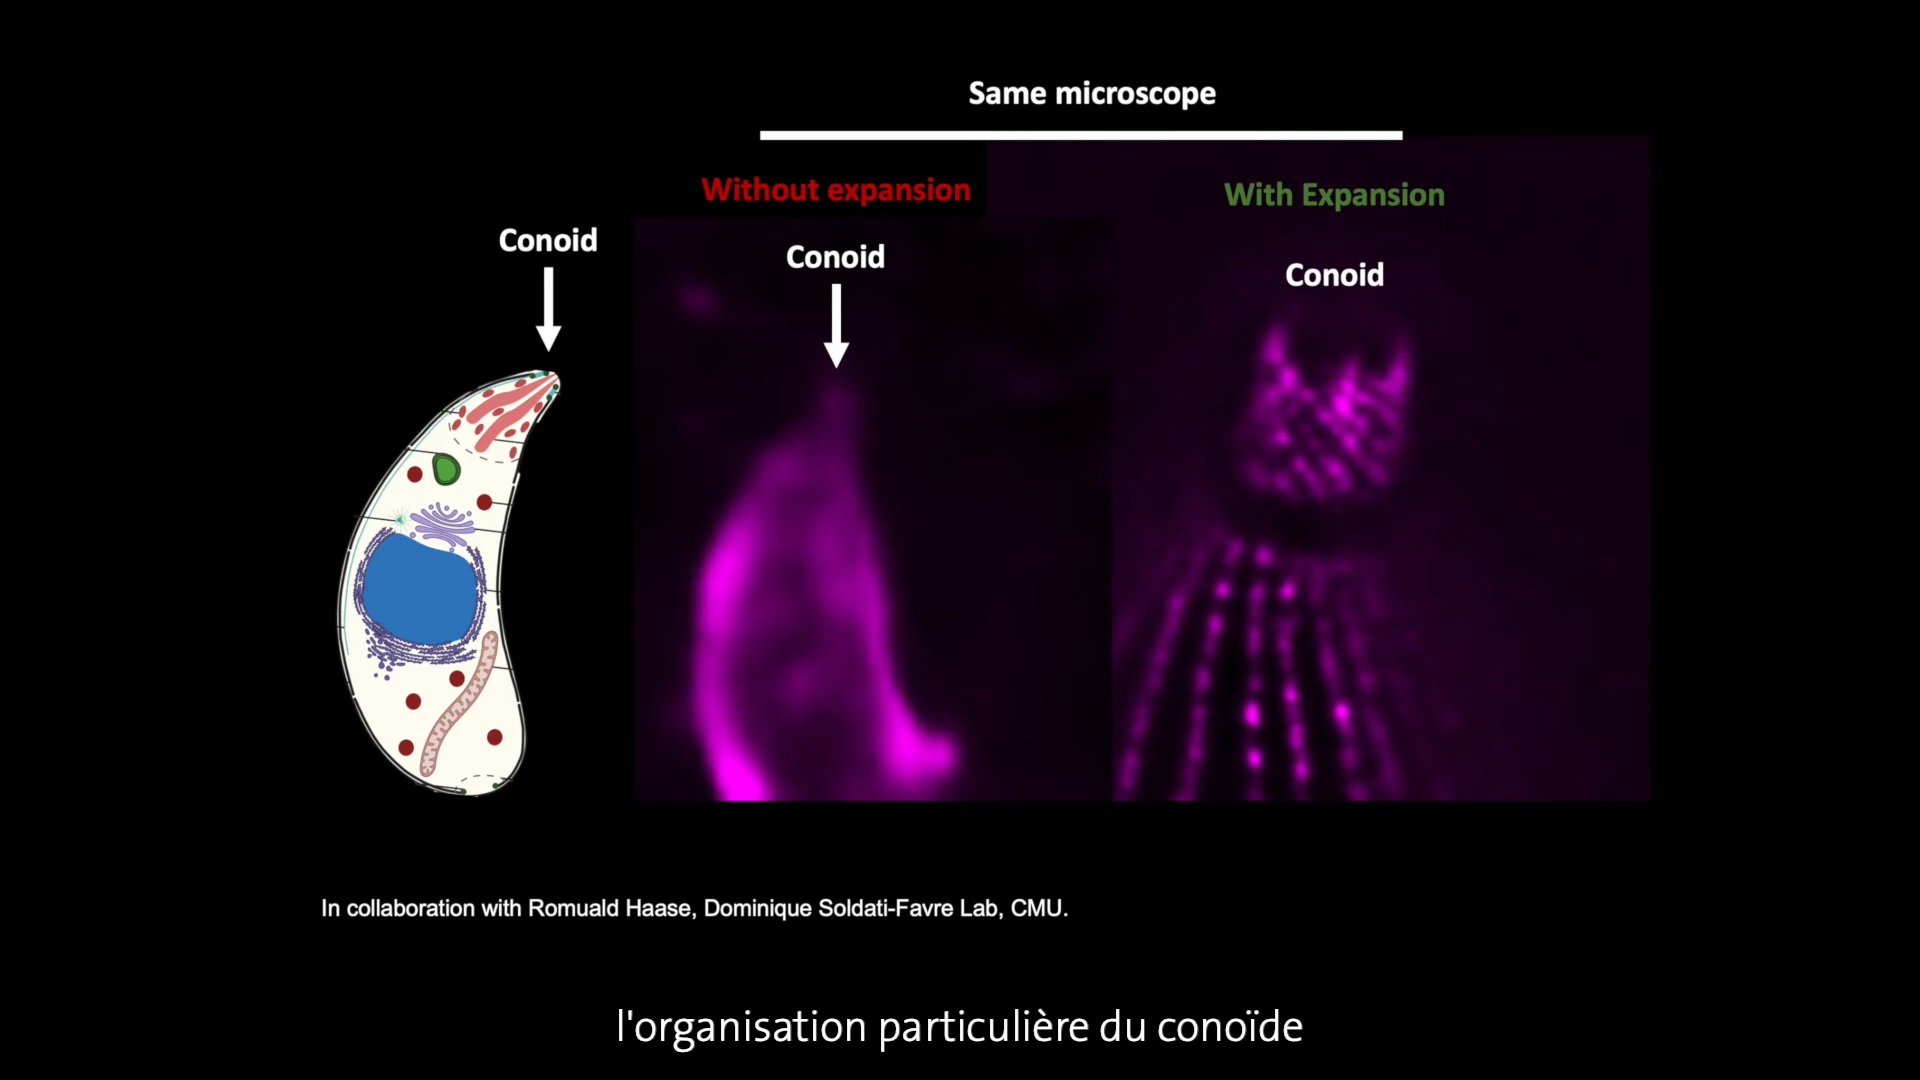 Same microscope
Without expansion
With Expansion
Conoid
Conoid
Conoid
In collaboration with Romuald Haase, Dominique Soldati-Favre Lab, CMU.
l'organisation particulière du conoïde